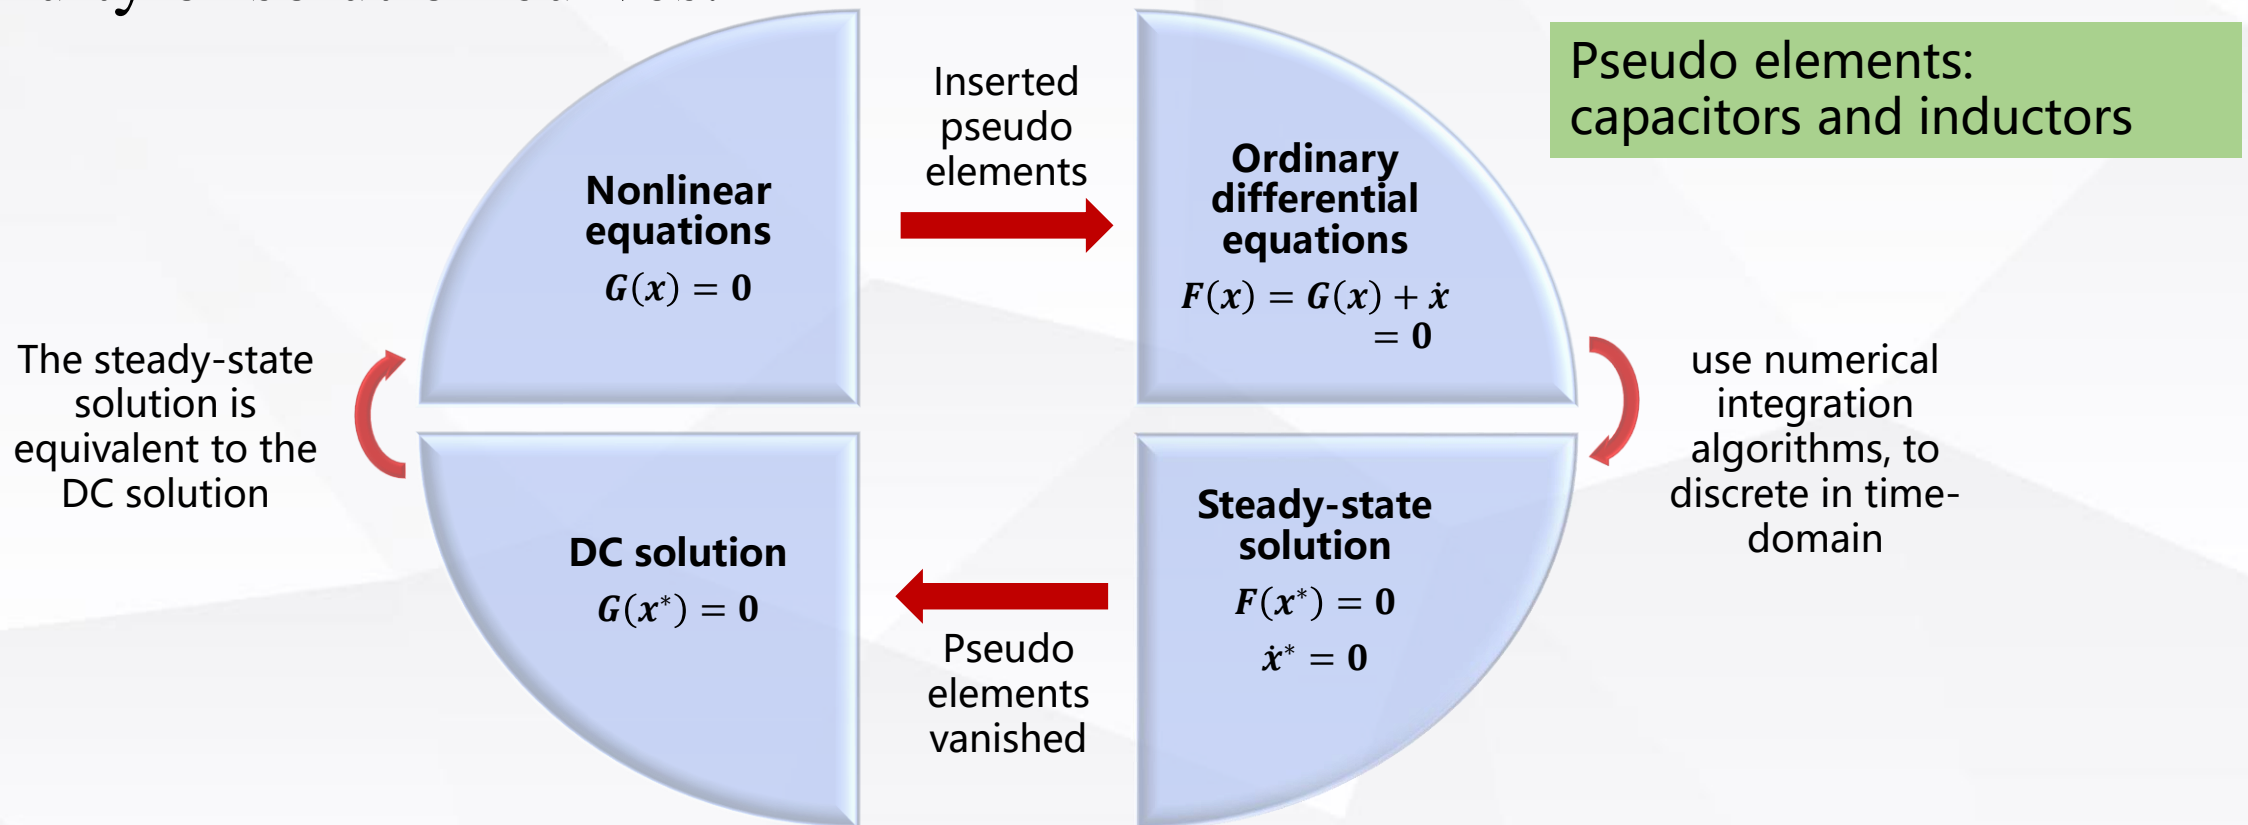 Pseudo elements:
capacitors and inductors
Nonlinear
equations
G(x) = 0
Inserted
pseudo
elements
Ordinary
differential
equations
F(x) = G(x) + ẋ
= 0
use numerical
integration
algorithms, to
discrete in time-
domain
Steady-state
solution
F(x*) = 0
ẋ* = 0
Pseudo
elements
vanished
DC solution
G(x*) = 0
The steady-state
solution is
equivalent to the
DC solution